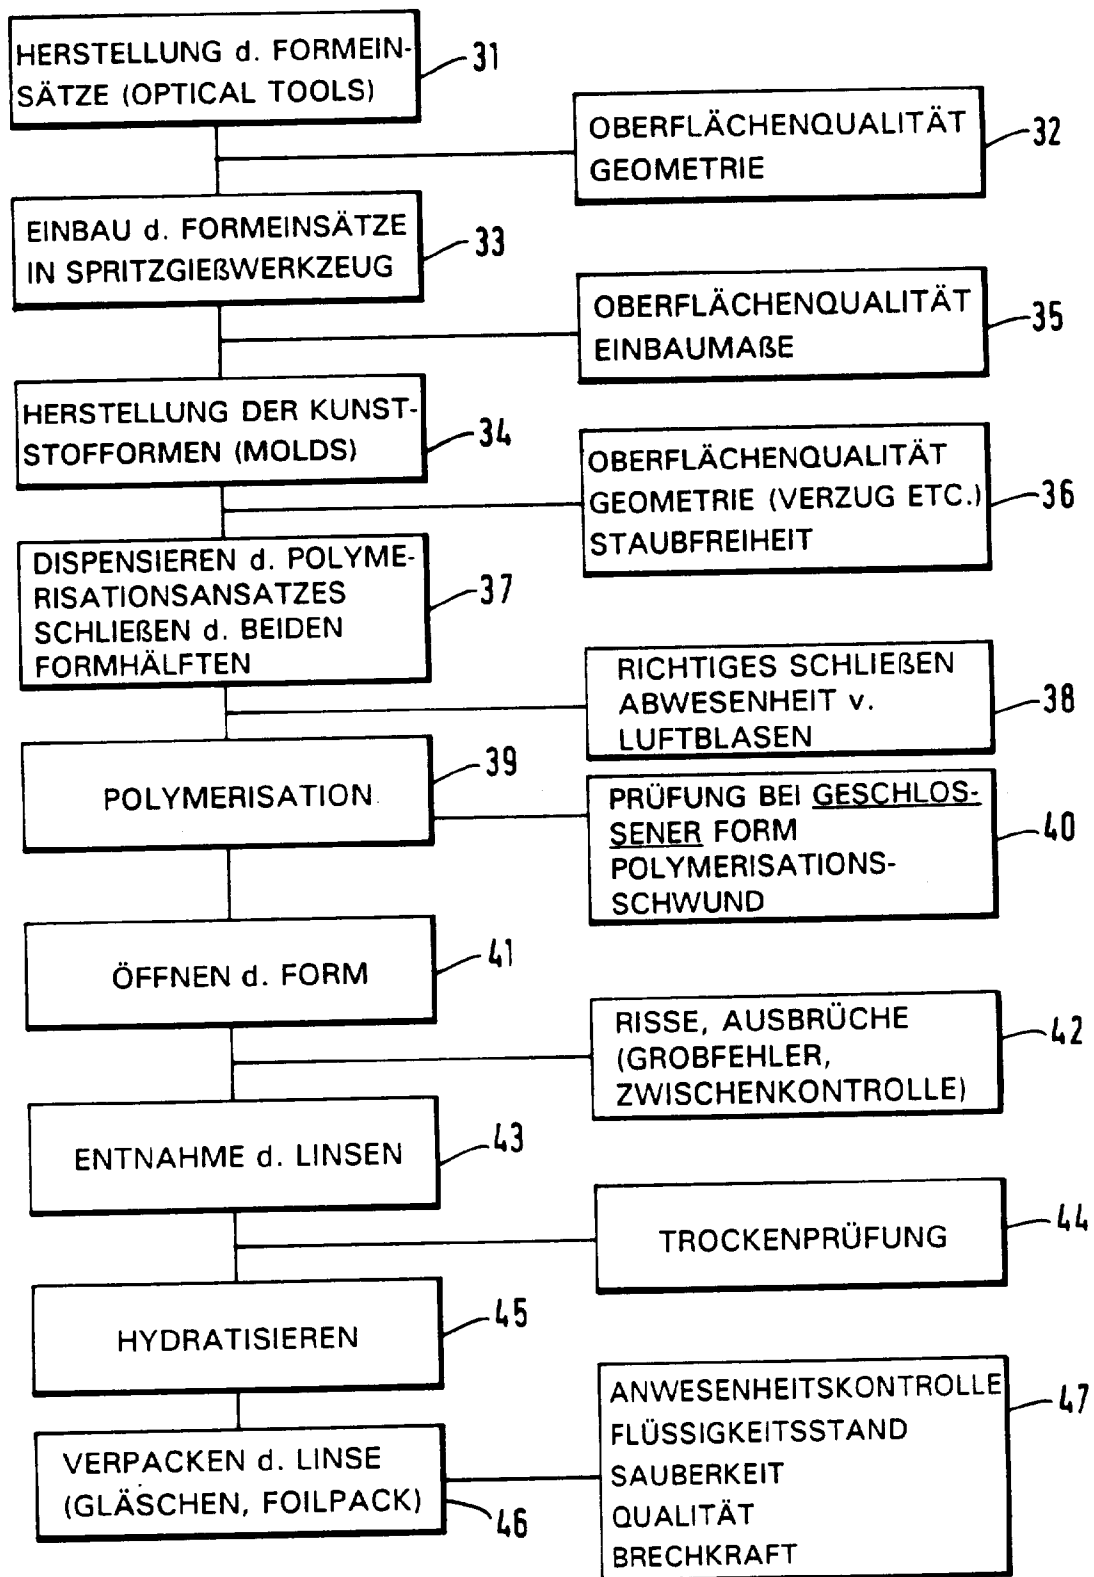 HERSTELLUNG d. FORMEIN-
SÄTZE (OPTICAL TOOLS)
31
OBERFLÄCHENQUALITÄT
GEOMETRIE
32
EINBAU d. FORMEINSÄTZE
IN SPRITZGIEßWERKZEUG
33
OBERFLÄCHENQUALITÄT
EINBAUMAßE
35
HERSTELLUNG DER KUNST-
STOFFORMEN (MOLDS)
34
OBERFLÄCHENQUALITÄT
GEOMETRIE (VERZUG ETC.)
STAUBFREIHEIT
36
DISPENSIEREN d. POLYME-
RISATIONSANSATZES
SCHLIEßEN d. BEIDEN
FORMHÄLFTEN
37
RICHTIGES SCHLIEßEN
ABWESENHEIT v.
LUFTBLASEN
38
POLYMERISATION
39
PRÜFUNG BEI GESCHLOS-
SENER FORM
POLYMERISATIONS-
SCHWUND
40
ÖFFNEN d. FORM
41
RISSE, AUSBRÜCHE
(GROBFEHLER,
ZWISCHENKONTROLLE)
42
ENTNAHME d. LINSEN
43
TROCKENPRÜFUNG
44
HYDRATISIEREN
45
VERPACKEN d. LINSE
(GLÄSCHEN, FOILPACK)
46
ANWESENHEITSKONTROLLE
FLÜSSIGKEITSSTAND
SAUBERKEIT
QUALITÄT
BRECHKRAFT
47